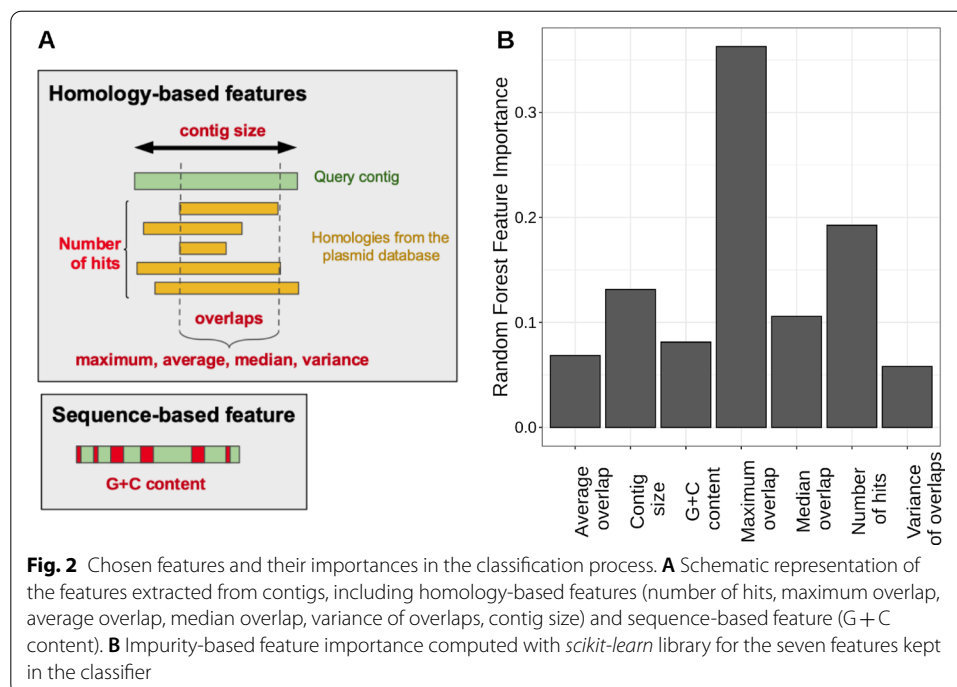 A
Homology-based features
contig size
Query contig
Number
of hits
Homologies from the
plasmid database
overlaps
maximum, average, median, variance
Sequence-based feature
G+C content
B
Random Forest Feature Importance
0.3
0.2
0.1
0.0
Average
overlap
Contig
size
G+C
content
Maximum
overlap
Median
overlap
Number
of hits
Variance
of overlaps
Fig. 2 Chosen features and their importances in the classification process. A Schematic representation of
the features extracted from contigs, including homology-based features (number of hits, maximum overlap,
average overlap, median overlap, variance of overlaps, contig size) and sequence-based feature (G + C
content). B Impurity-based feature importance computed with scikit-learn library for the seven features kept
in the classifier